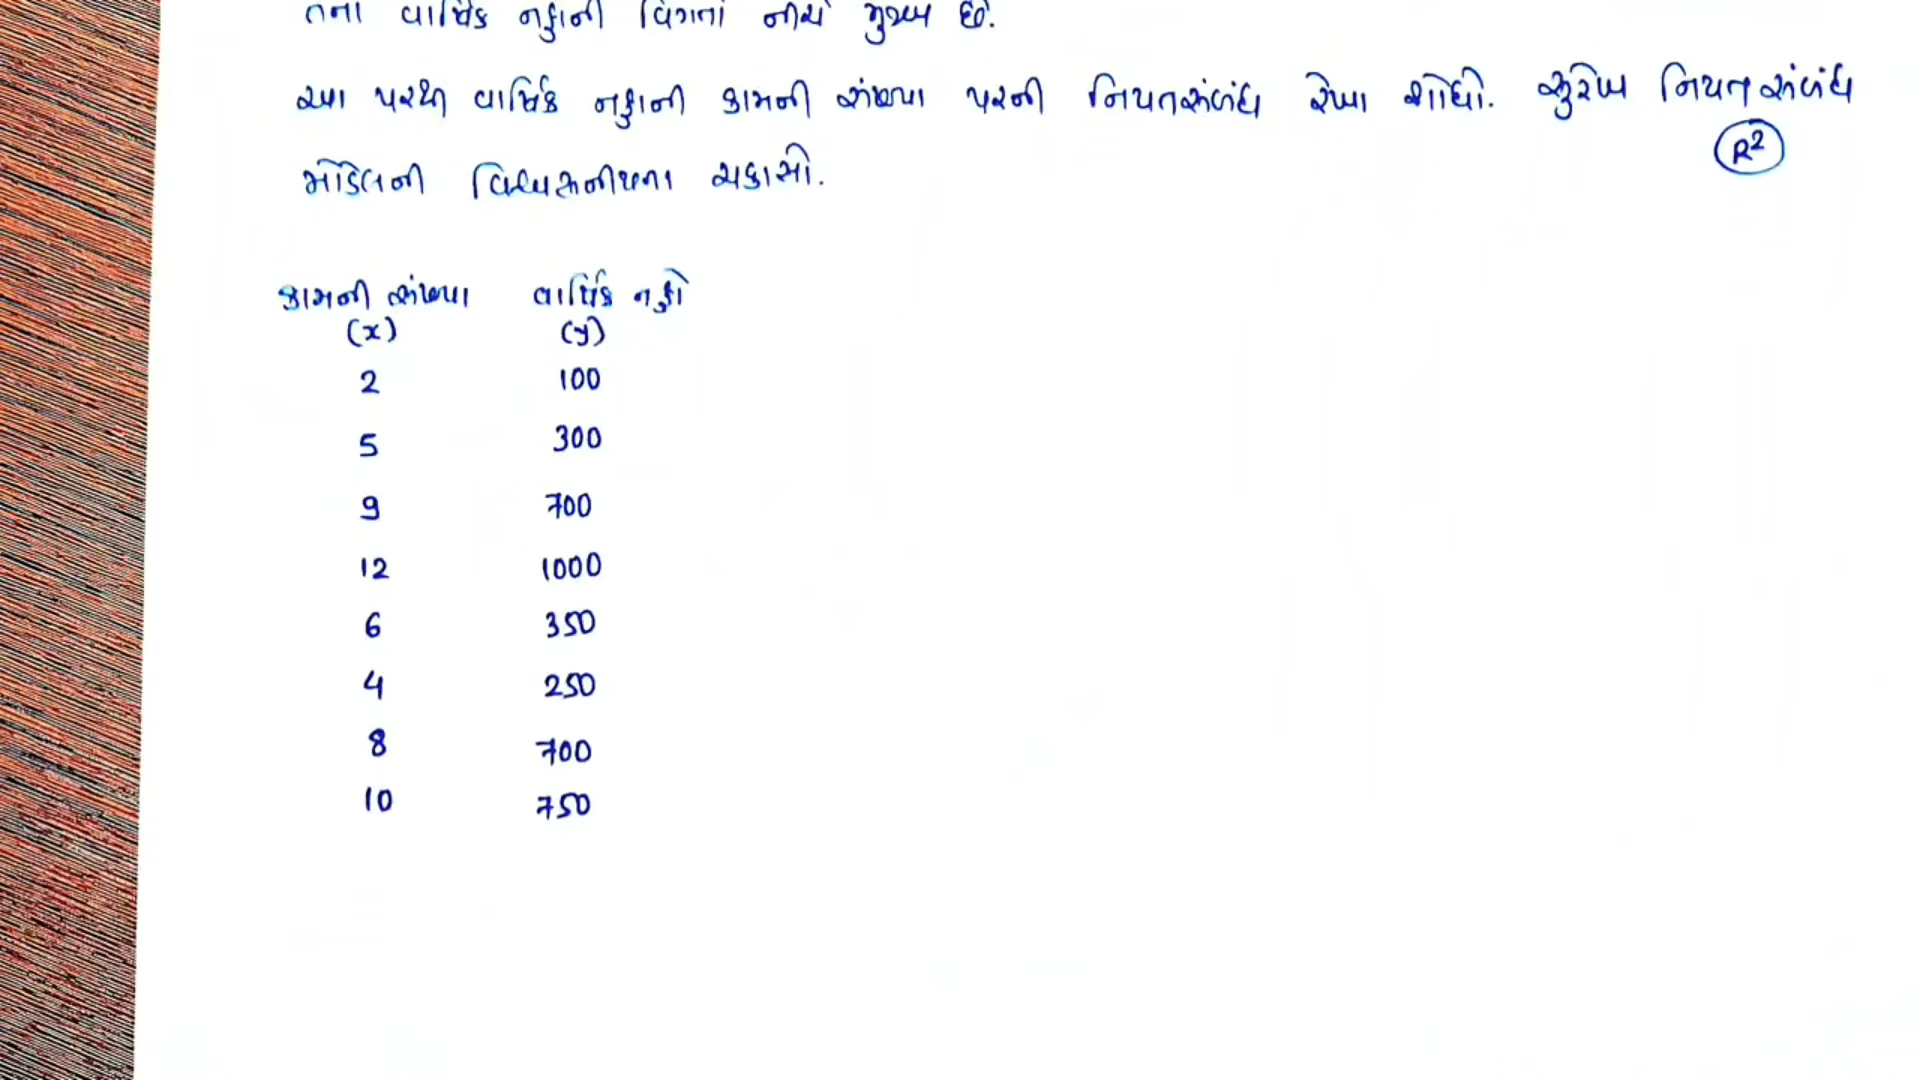 તેના વાર્ષિક નફાની વિગતો નીચે મુજબ છે.
આ પરથી વાર્ષિક નફાની કામની સંખ્યા પરની નિયતસંબંધ રેખા શોધો. સુરેખ નિયતસંબંધ
R²
મોડેલની વિશ્વસનીયતા ચકાસો.
કામની સંખ્યા વાર્ષિક નફો
(x) (y)
2 100
5 300
9 700
12 1000
6 350
4 250
8 700
10 750